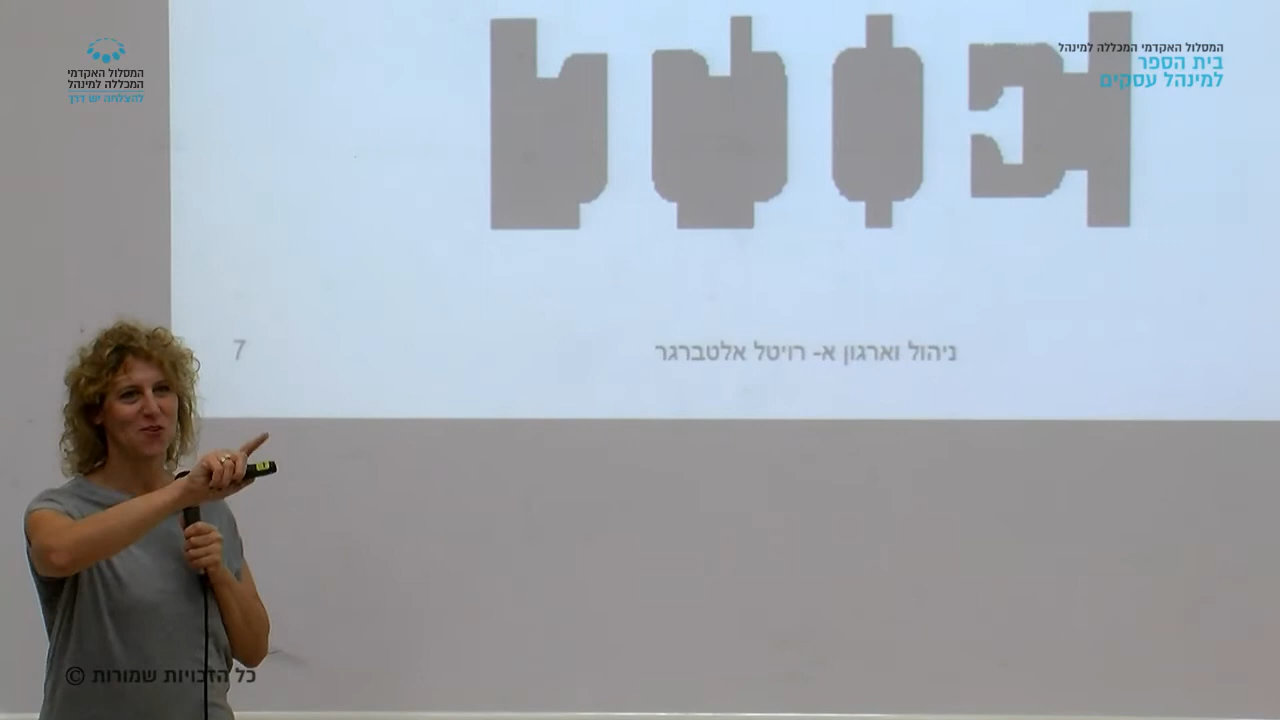 המסלול האקדמי המכללה למינהל
בית הספר
למינהל עסקים
המסלול האקדמי
המכללה למינהל
להצלחה יש דרך
ניהול וארגון א- רויטל אלטברגר
7
כל הזכויות שמורות ©